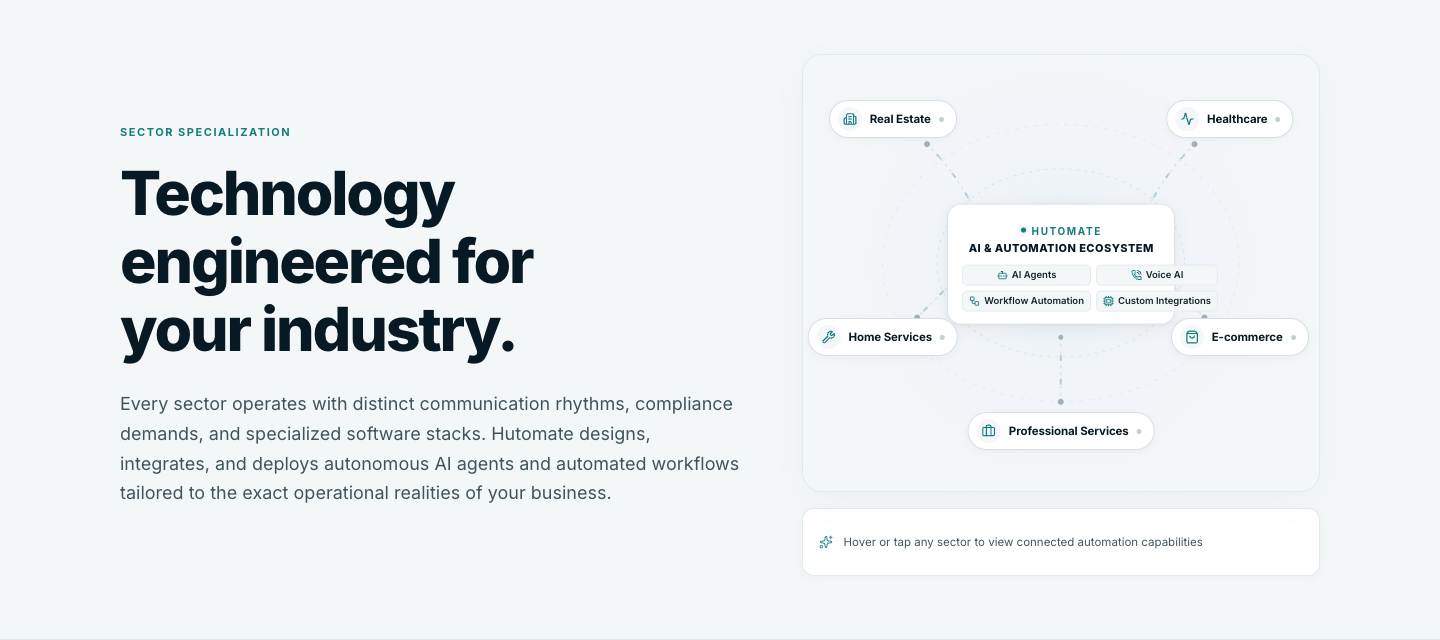 SECTOR SPECIALIZATION
Technology
engineered for
your industry.
Every sector operates with distinct communication rhythms, compliance
demands, and specialized software stacks. Hutomate designs,
integrates, and deploys autonomous AI agents and automated workflows
tailored to the exact operational realities of your business.
Real Estate
Healthcare
HUTOMATE
AI & AUTOMATION ECOSYSTEM
AI Agents
Voice AI
Workflow Automation
Custom Integrations
Home Services
E-commerce
Professional Services
Hover or tap any sector to view connected automation capabilities